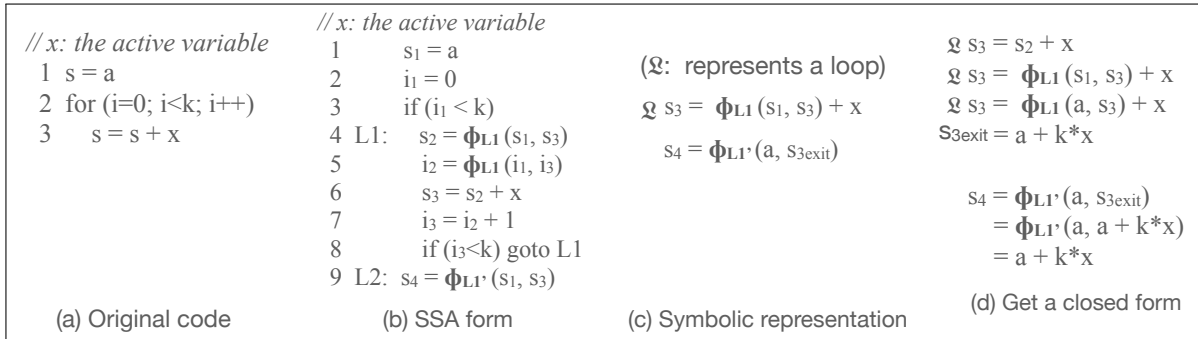 // x: the active variable
1 s = a
2 for (i=0; i<k; i++)
3 s = s + x
(a) Original code
// x: the active variable
1 s₁ = a
2 i₁ = 0
3 if (i₁ < k)
4 L1: s₂ = ϕL1 (s₁, s₃)
5 i₂ = ϕL1 (i₁, i₃)
6 s₃ = s₂ + x
7 i₃ = i₂ + 1
8 if (i₃<k) goto L1
9 L2: s₄ = ϕL1' (s₁, s₃)
(b) SSA form
(𝔏: represents a loop)
𝔏 s₃ = ϕL1 (s₁, s₃) + x
s₄ = ϕL1' (a, s3exit)
(c) Symbolic representation
𝔏 s₃ = s₂ + x
𝔏 s₃ = ϕL1 (s₁, s₃) + x
𝔏 s₃ = ϕL1 (a, s₃) + x
s3exit = a + k*x
s₄ = ϕL1' (a, s3exit)
= ϕL1' (a, a + k*x)
= a + k*x
(d) Get a closed form